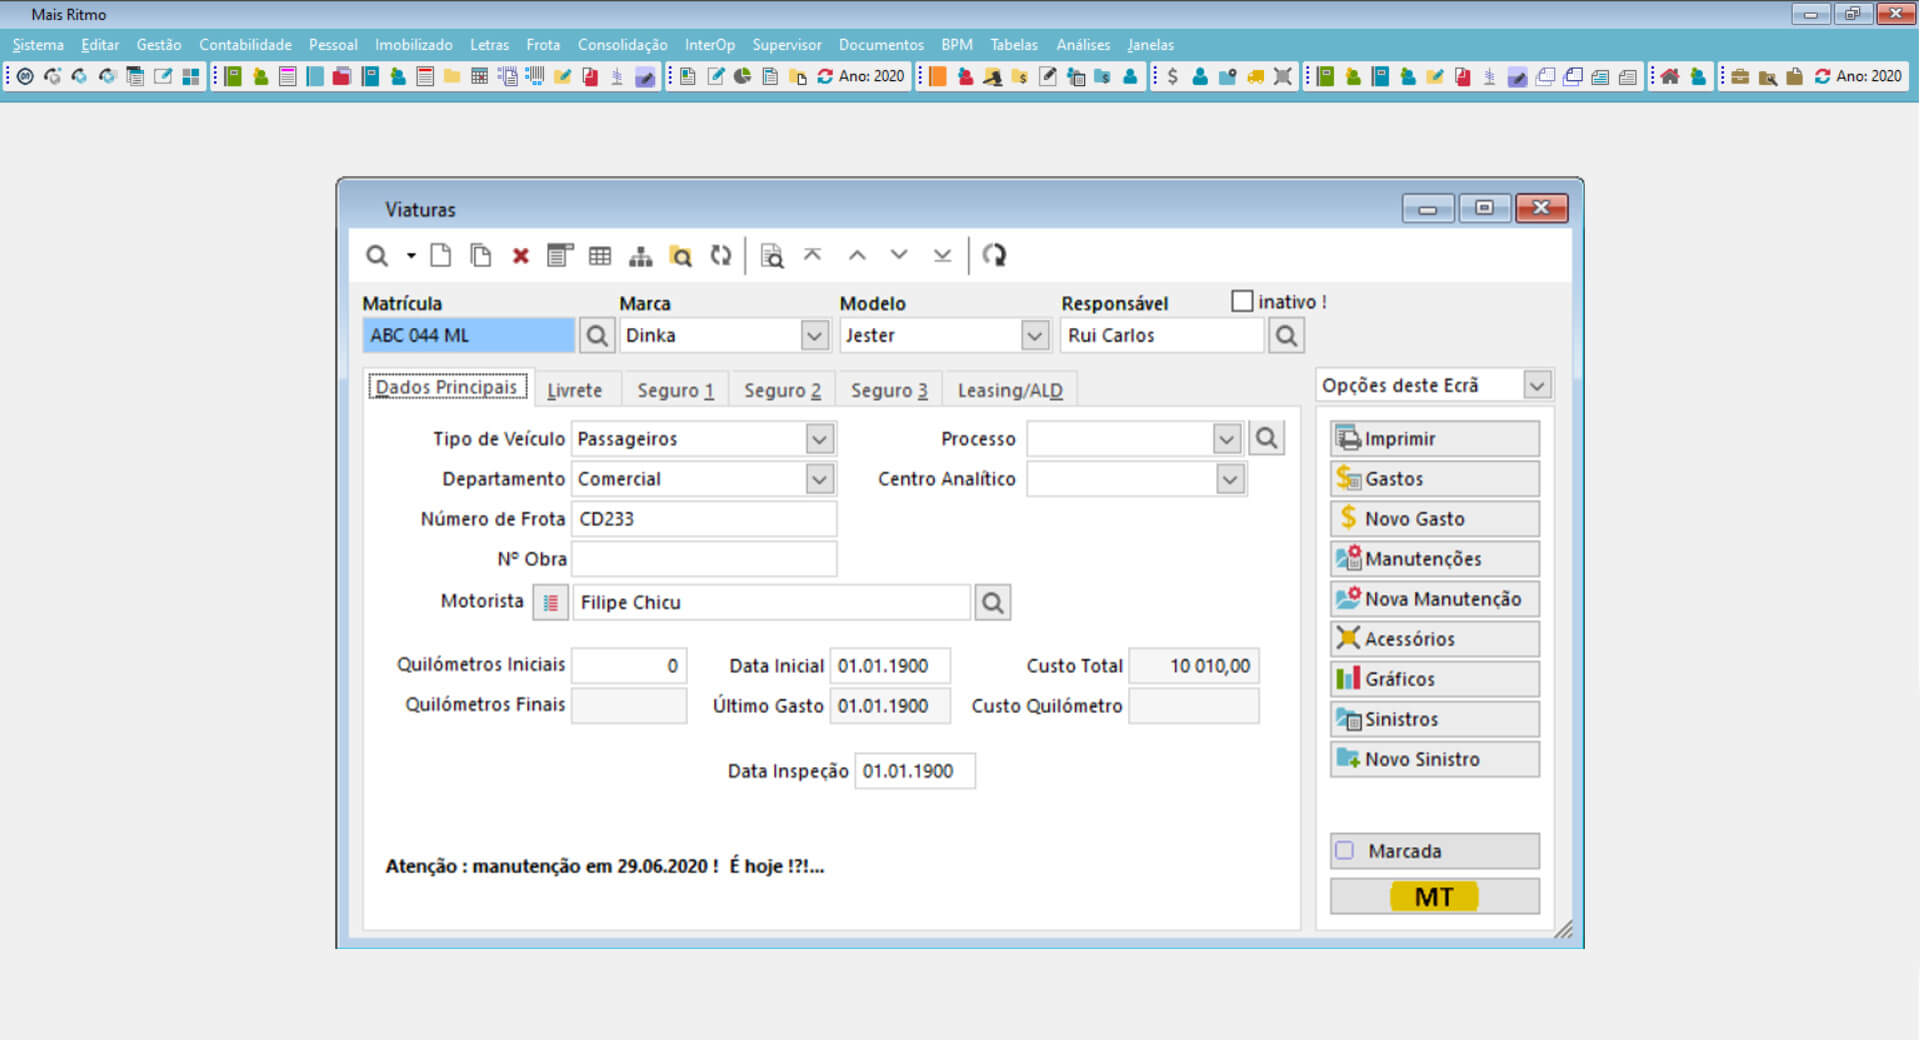 Mais Ritmo
Sistema Editar Gestão Contabilidade Pessoal Imobilizado Letras Frota Consolidação InterOp Supervisor Documentos BPM Tabelas Análises Janelas
Ano: 2020 Ano: 2020
Viaturas
Matrícula Marca Modelo Responsável inativo !
ABC 044 ML Dinka Jester Rui Carlos
Dados Principais Livrete Seguro 1 Seguro 2 Seguro 3 Leasing/ALD Opções deste Ecrã
Tipo de Veículo Passageiros Processo Imprimir
Departamento Comercial Centro Analítico $ Gastos
Número de Frota CD233 $ Novo Gasto
Nº Obra Manutenções
Motorista Filipe Chicu Nova Manutenção
Acessórios
Quilómetros Iniciais 0 Data Inicial 01.01.1900 Custo Total 10 010,00 Gráficos
Quilómetros Finais Último Gasto 01.01.1900 Custo Quilómetro Sinistros
Data Inspeção 01.01.1900 Novo Sinistro
Atenção : manutenção em 29.06.2020 ! É hoje !?!... Marcada
MT